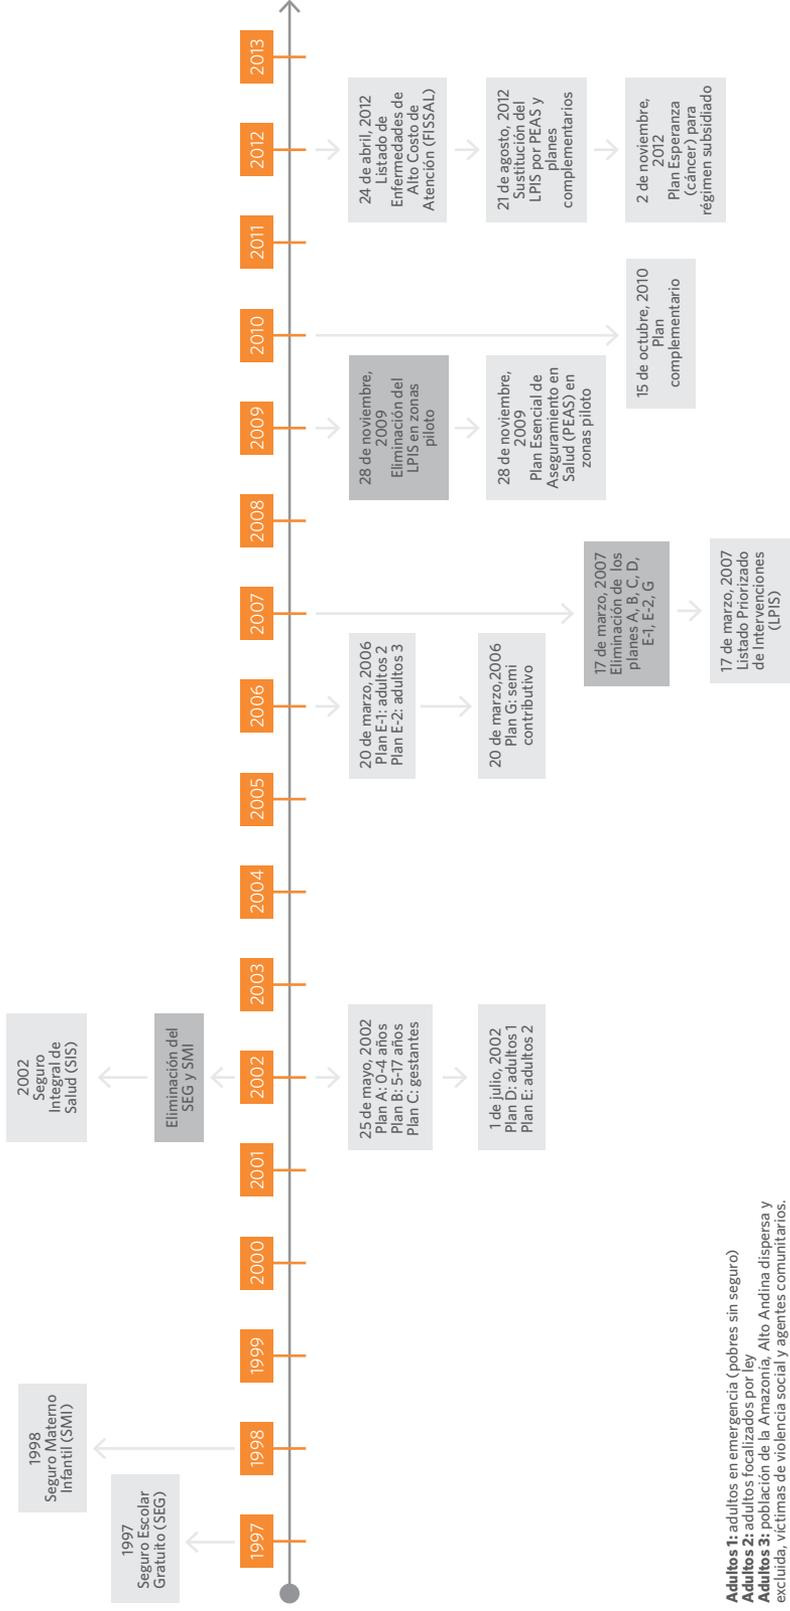 1997
Seguro Escolar
Gratuito (SEG)
1998
Seguro Materno
Infantil (SMI)
2002
Seguro
Integral de
Salud (SIS)
Eliminación del
SEG y SMI
1997
1998
1999
2000
2001
2002
2003
2004
2005
2006
2007
2008
2009
2010
2011
2012
2013
25 de mayo, 2002
Plan A: 0-4 años
Plan B: 5-17 años
Plan C: gestantes
1 de julio, 2002
Plan D: adultos 1
Plan E: adultos 2
20 de marzo, 2006
Plan E-1: adultos 2
Plan E-2: adultos 3
20 de marzo,2006
Plan G: semi
contributivo
17 de marzo, 2007
Eliminación de los
planes A, B, C, D,
E-1, E-2, G
17 de marzo, 2007
Listado Priorizado
de Intervenciones
(LPIS)
28 de noviembre,
2009
Eliminación del
LPIS en zonas
piloto
28 de noviembre,
2009
Plan Esencial de
Aseguramiento en
Salud (PEAS) en
zonas piloto
15 de octubre, 2010
Plan
complementario
24 de abril, 2012
Listado de
Enfermedades de
Alto Costo de
Atención (FISSAL)
21 de agosto, 2012
Sustitución del
LPIS por PEAS y
planes
complementarios
2 de noviembre,
2012
Plan Esperanza
(cáncer) para
régimen subsidiado
Adultos 1: adultos en emergencia (pobres sin seguro)
Adultos 2: adultos focalizados por ley
Adultos 3: población de la Amazonía, Alto Andina dispersa y
excluida, víctimas de violencia social y agentes comunitarios.